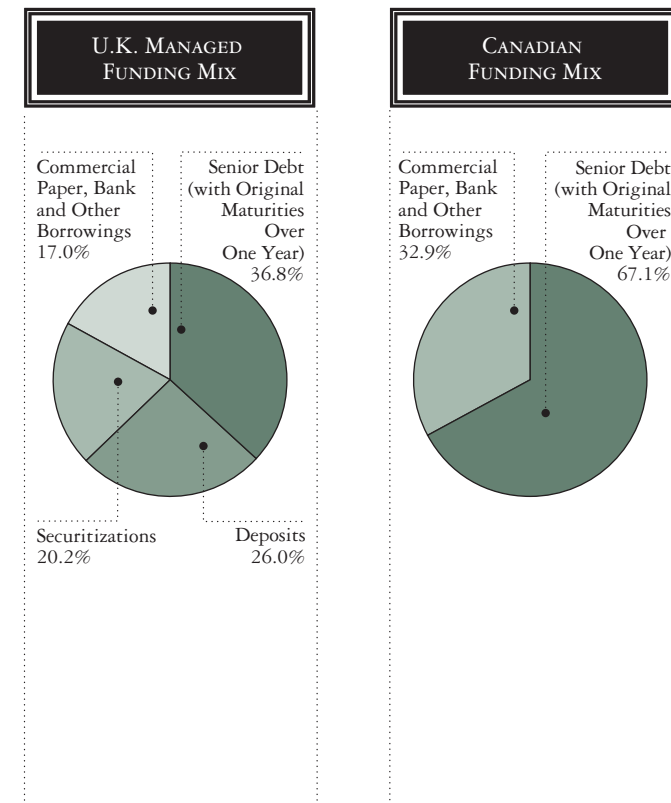 U.K. Managed
Funding Mix
Commercial
Paper, Bank
and Other
Borrowings
17.0%
Senior Debt
(with Original
Maturities
Over
One Year)
36.8%
Securitizations
20.2%
Deposits
26.0%
Canadian
Funding Mix
Commercial
Paper, Bank
and Other
Borrowings
32.9%
Senior Debt
(with Original
Maturities
Over
One Year)
67.1%